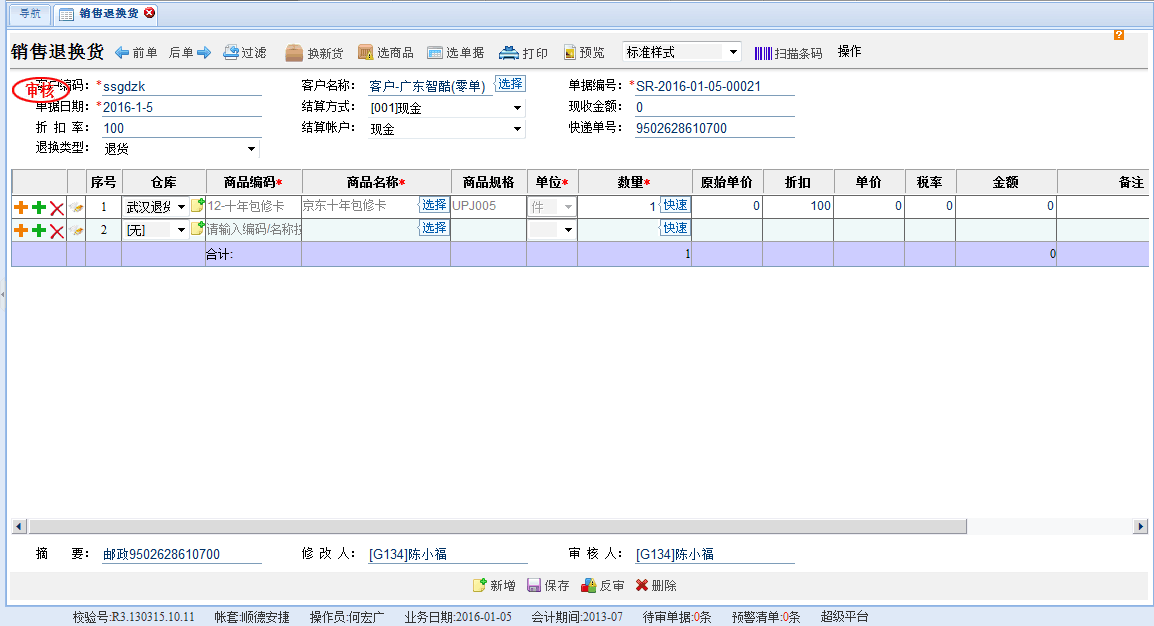 导航 销售退换货
销售退换货 前单 后单 过滤 换新货 选商品 选单据 打印 预览 标准样式 扫描条码 操作
审核
客户编码: *ssgdzk 客户名称: 客户-广东智酷(零单) 选择 单据编号: *SR-2016-01-05-00021
单据日期: *2016-1-5 结算方式: [001]现金 现收金额: 0
折 扣 率: 100 结算帐户: 现金 快递单号: 9502628610700
退换类型: 退货
序号 仓库 商品编码* 商品名称* 商品规格 单位* 数量* 原始单价 折扣 单价 税率 金额 备注
1 武汉退货 12-十年包修卡 京东十年包修卡 选择 UPJ005 件 1 快速 0 100 0 0 0
2 [无] 请输入编码/名称按 选择 快速
合计: 1 0
摘 要: 邮政9502628610700 修 改 人: [G134]陈小福 审 核 人: [G134]陈小福
新增 保存 反审 删除
校验号:R3.130315.10.11 帐套:顺德安捷 操作员:何宏广 业务日期:2016-01-05 会计期间:2013-07 待审单据:0条 预警清单:0条 超级平台